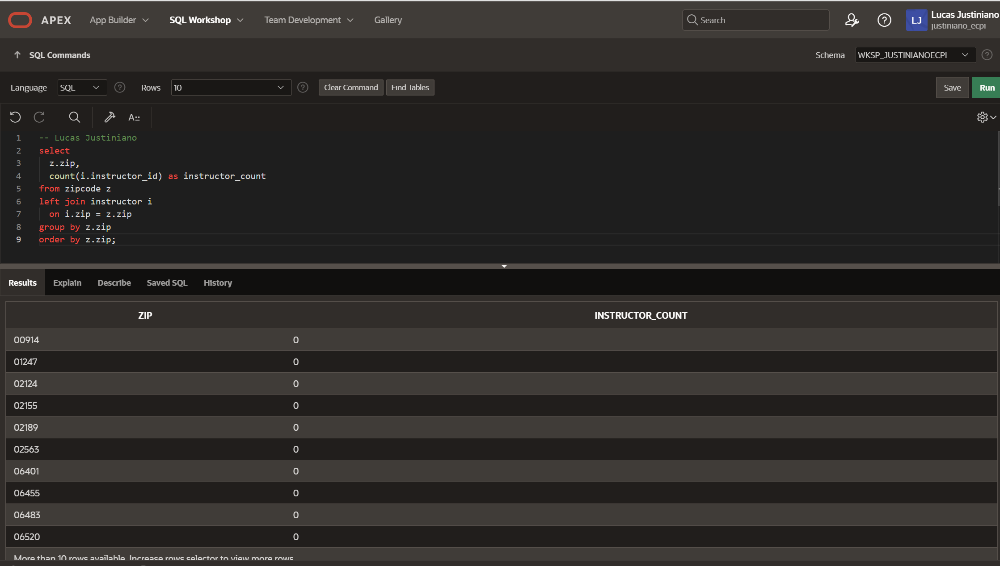 APEX App Builder SQL Workshop Team Development Gallery Search LJ Lucas Justiniano
justiniano_ecpi
SQL Commands Schema WKSP_JUSTINIANOECPI
Language SQL Rows 10 Clear Command Find Tables Save Run
A
1 -- Lucas Justiniano
2 select
3 z.zip,
4 count(i.instructor_id) as instructor_count
5 from zipcode z
6 left join instructor i
7 on i.zip = z.zip
8 group by z.zip
9 order by z.zip;
Results Explain Describe Saved SQL History
ZIP INSTRUCTOR_COUNT
00914 0
01247 0
02124 0
02155 0
02189 0
02563 0
06401 0
06455 0
06483 0
06520 0
More than 10 rows available. Increase rows selector to view more rows.